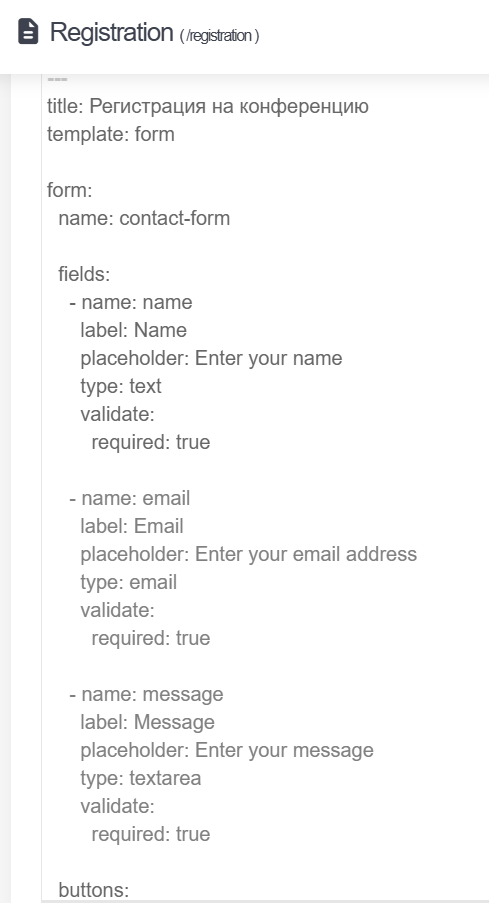 Registration ( /registration )
---
title: Регистрация на конференцию
template: form
form:
name: contact-form
fields:
- name: name
label: Name
placeholder: Enter your name
type: text
validate:
required: true
- name: email
label: Email
placeholder: Enter your email address
type: email
validate:
required: true
- name: message
label: Message
placeholder: Enter your message
type: textarea
validate:
required: true
buttons: